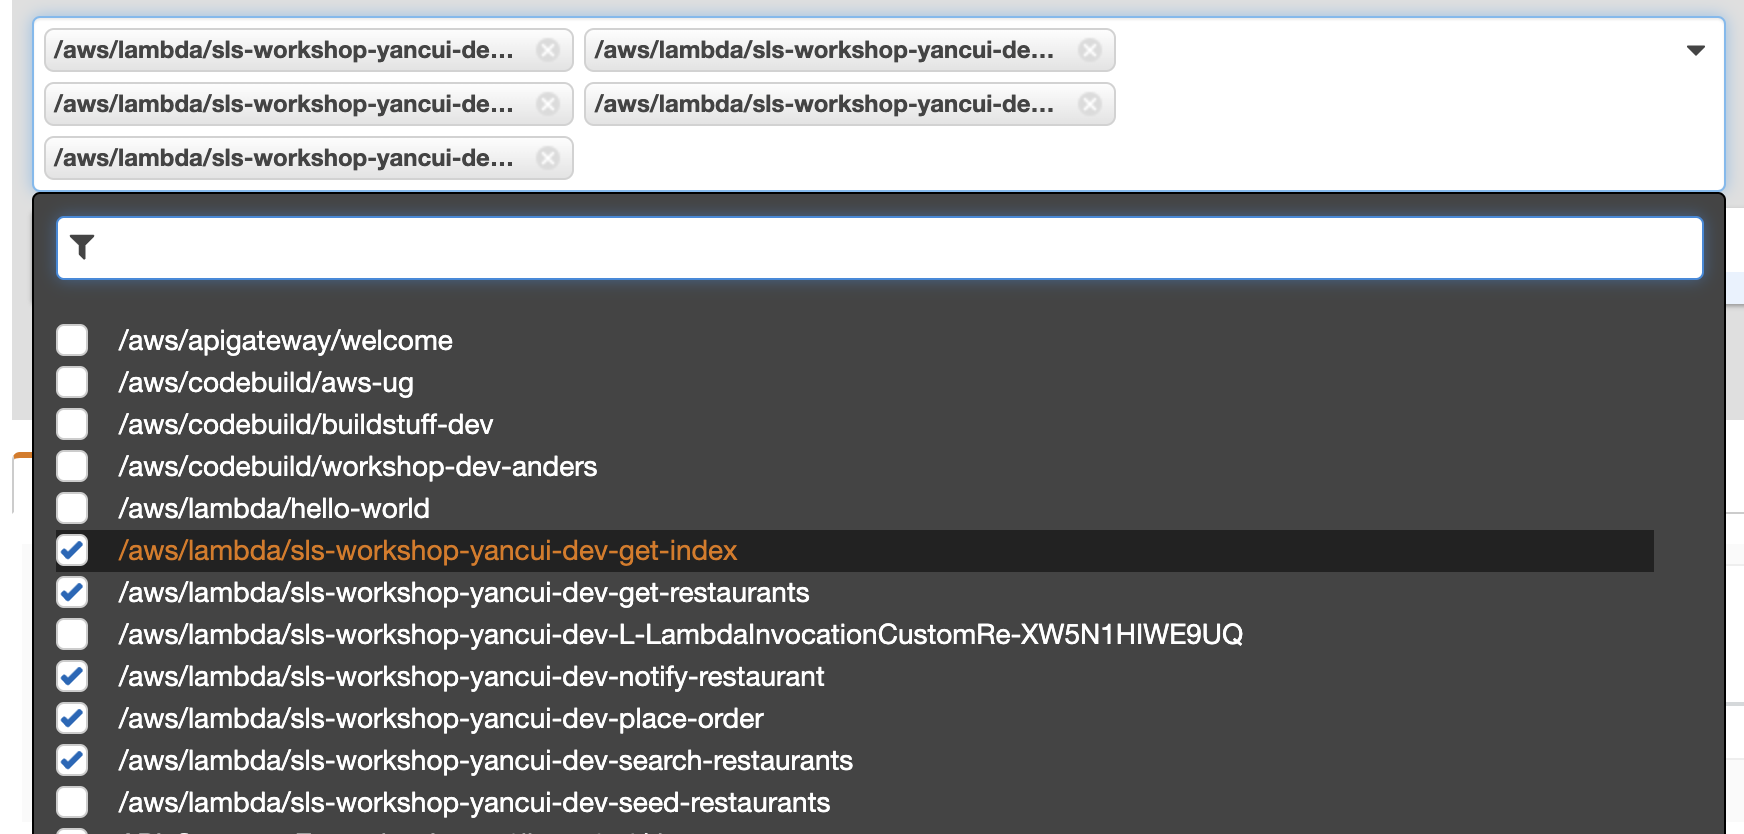 /aws/lambda/sls-workshop-yancui-de... /aws/lambda/sls-workshop-yancui-de...
/aws/lambda/sls-workshop-yancui-de... /aws/lambda/sls-workshop-yancui-de...
/aws/lambda/sls-workshop-yancui-de...
/aws/apigateway/welcome
/aws/codebuild/aws-ug
/aws/codebuild/buildstuff-dev
/aws/codebuild/workshop-dev-anders
/aws/lambda/hello-world
/aws/lambda/sls-workshop-yancui-dev-get-index
/aws/lambda/sls-workshop-yancui-dev-get-restaurants
/aws/lambda/sls-workshop-yancui-dev-L-LambdaInvocationCustomRe-XW5N1HIWE9UQ
/aws/lambda/sls-workshop-yancui-dev-notify-restaurant
/aws/lambda/sls-workshop-yancui-dev-place-order
/aws/lambda/sls-workshop-yancui-dev-search-restaurants
/aws/lambda/sls-workshop-yancui-dev-seed-restaurants